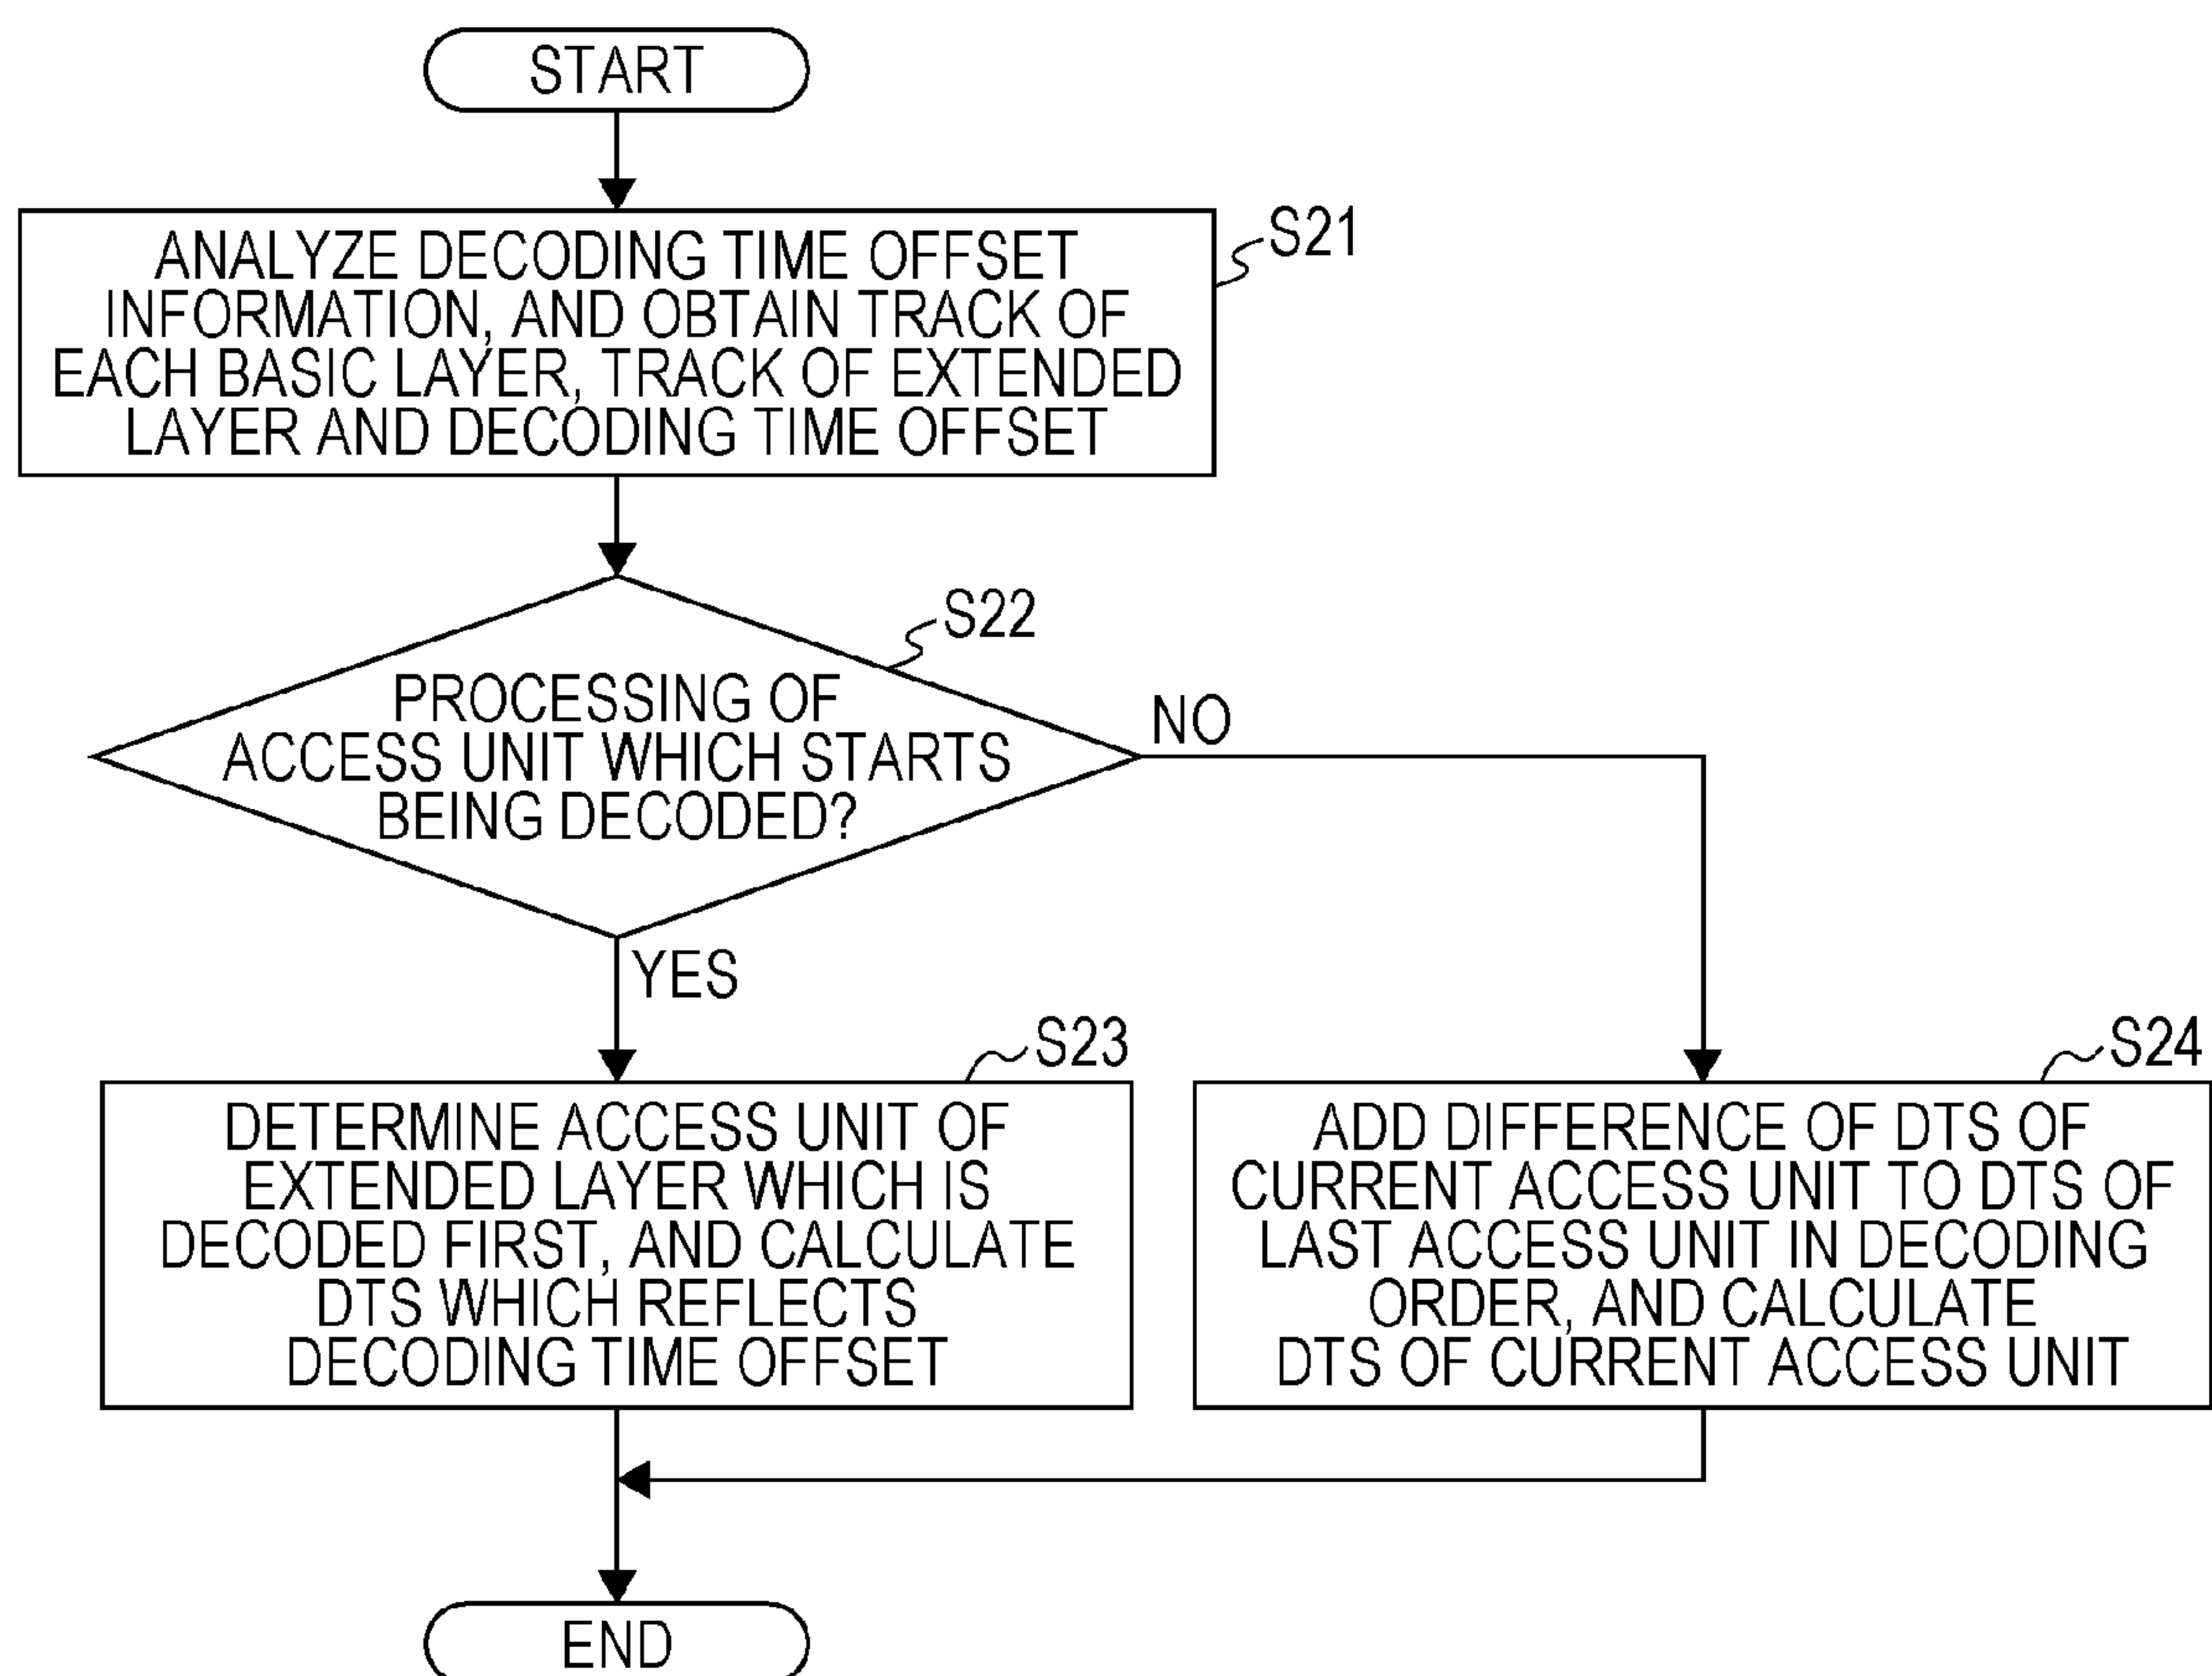 START
S21
ANALYZE DECODING TIME OFFSET
INFORMATION, AND OBTAIN TRACK OF
EACH BASIC LAYER, TRACK OF EXTENDED
LAYER AND DECODING TIME OFFSET
S22
PROCESSING OF
ACCESS UNIT WHICH STARTS
BEING DECODED?
NO
YES
S23
DETERMINE ACCESS UNIT OF
EXTENDED LAYER WHICH IS
DECODED FIRST, AND CALCULATE
DTS WHICH REFLECTS
DECODING TIME OFFSET
S24
ADD DIFFERENCE OF DTS OF
CURRENT ACCESS UNIT TO DTS OF
LAST ACCESS UNIT IN DECODING
ORDER, AND CALCULATE
DTS OF CURRENT ACCESS UNIT
END